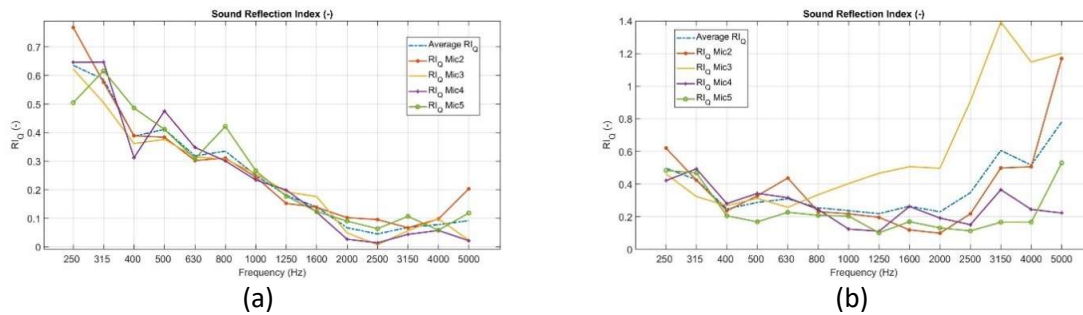 Sound Reflection Index (-)
0.7
0.6
0.5
0.4
0.3
0.2
0.1
0
RI_Q (-)
Average RI_Q
RI_Q Mic2
RI_Q Mic3
RI_Q Mic4
RI_Q Mic5
250 315 400 500 630 800 1000 1250 1600 2000 2500 3150 4000 5000
Frequency (Hz)
(a)
Sound Reflection Index (-)
1.4
1.2
1
0.8
0.6
0.4
0.2
0
RI_Q (-)
Average RI_Q
RI_Q Mic2
RI_Q Mic3
RI_Q Mic4
RI_Q Mic5
250 315 400 500 630 800 1000 1250 1600 2000 2500 3150 4000 5000
Frequency (Hz)
(b)